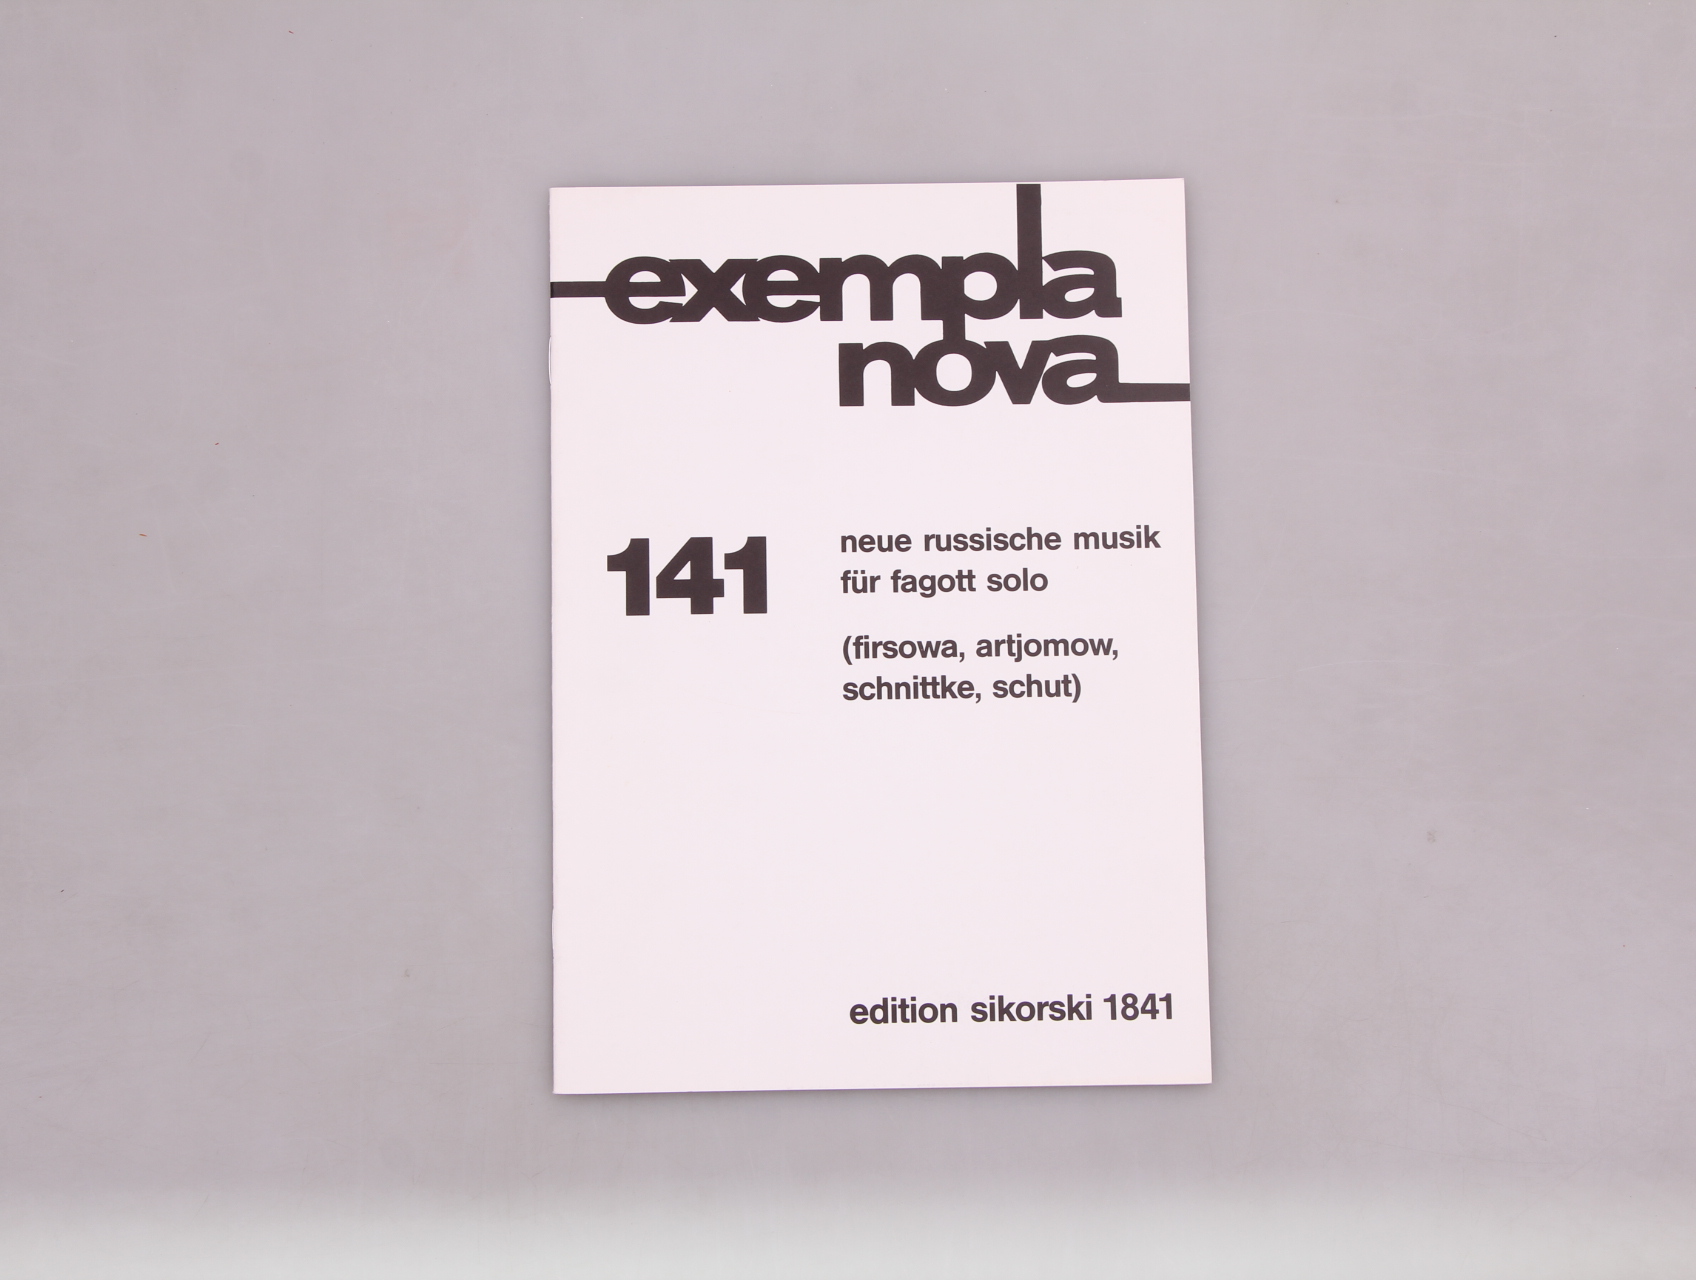 exempla
nova
141
neue russische musik
für fagott solo
(firsowa, artjomow,
schnittke, schut)
edition sikorski 1841